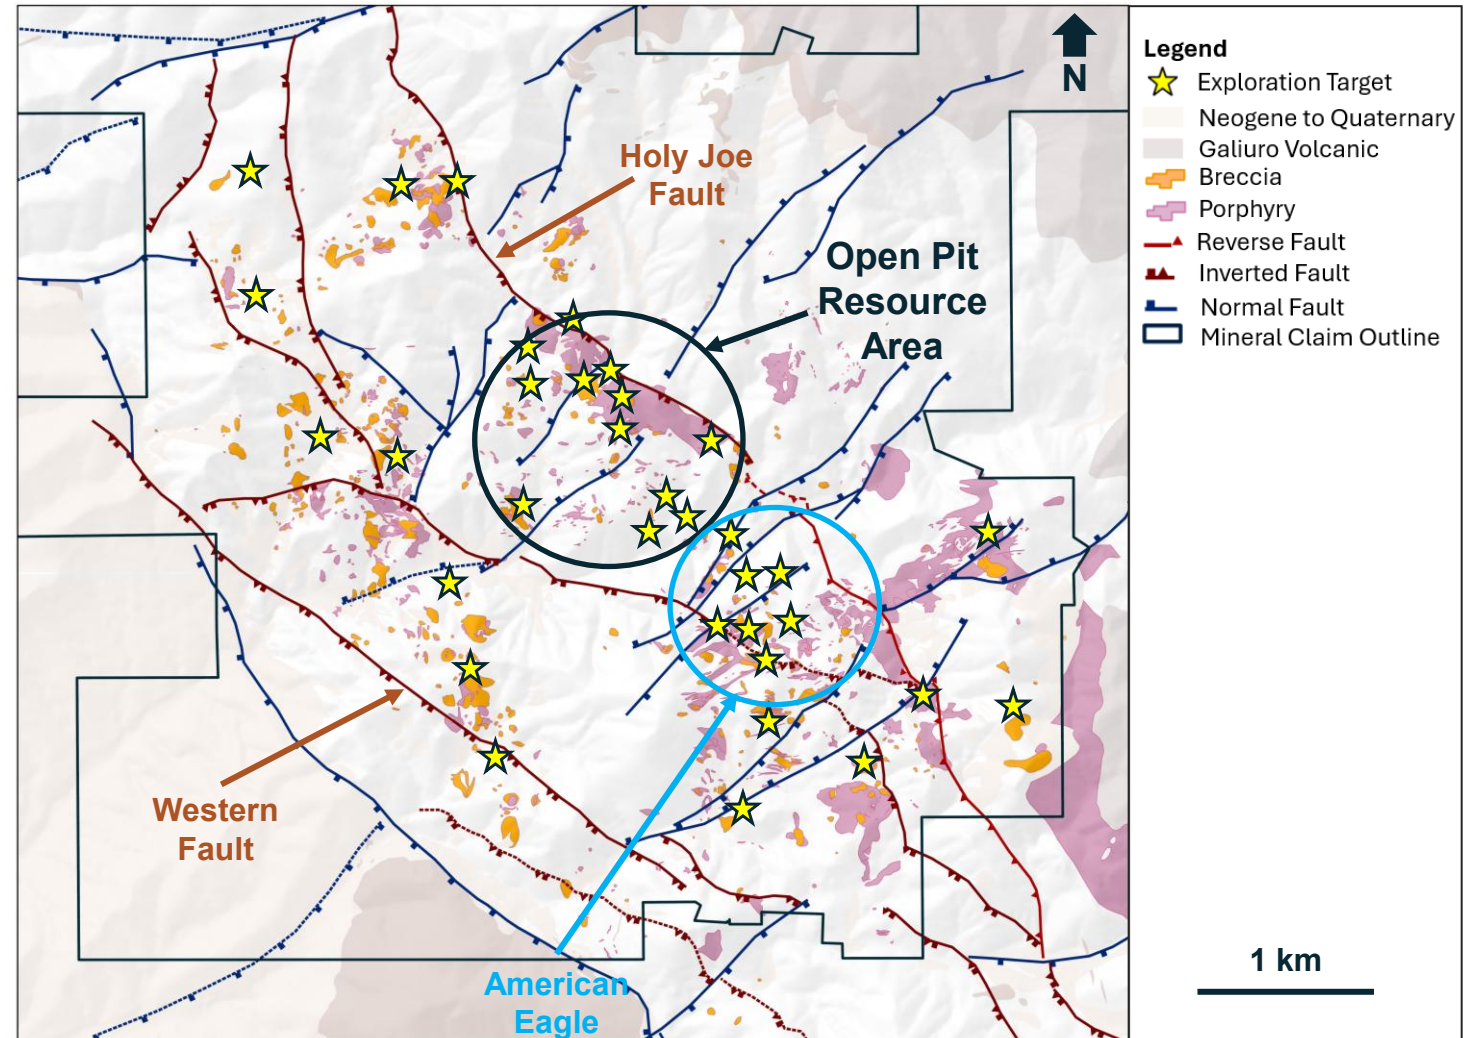 N
Holy Joe
Fault
Open Pit
Resource
Area
Western
Fault
American
Eagle
Legend
Exploration Target
Neogene to Quaternary
Galiuro Volcanic
Breccia
Porphyry
Reverse Fault
Inverted Fault
Normal Fault
Mineral Claim Outline
1 km